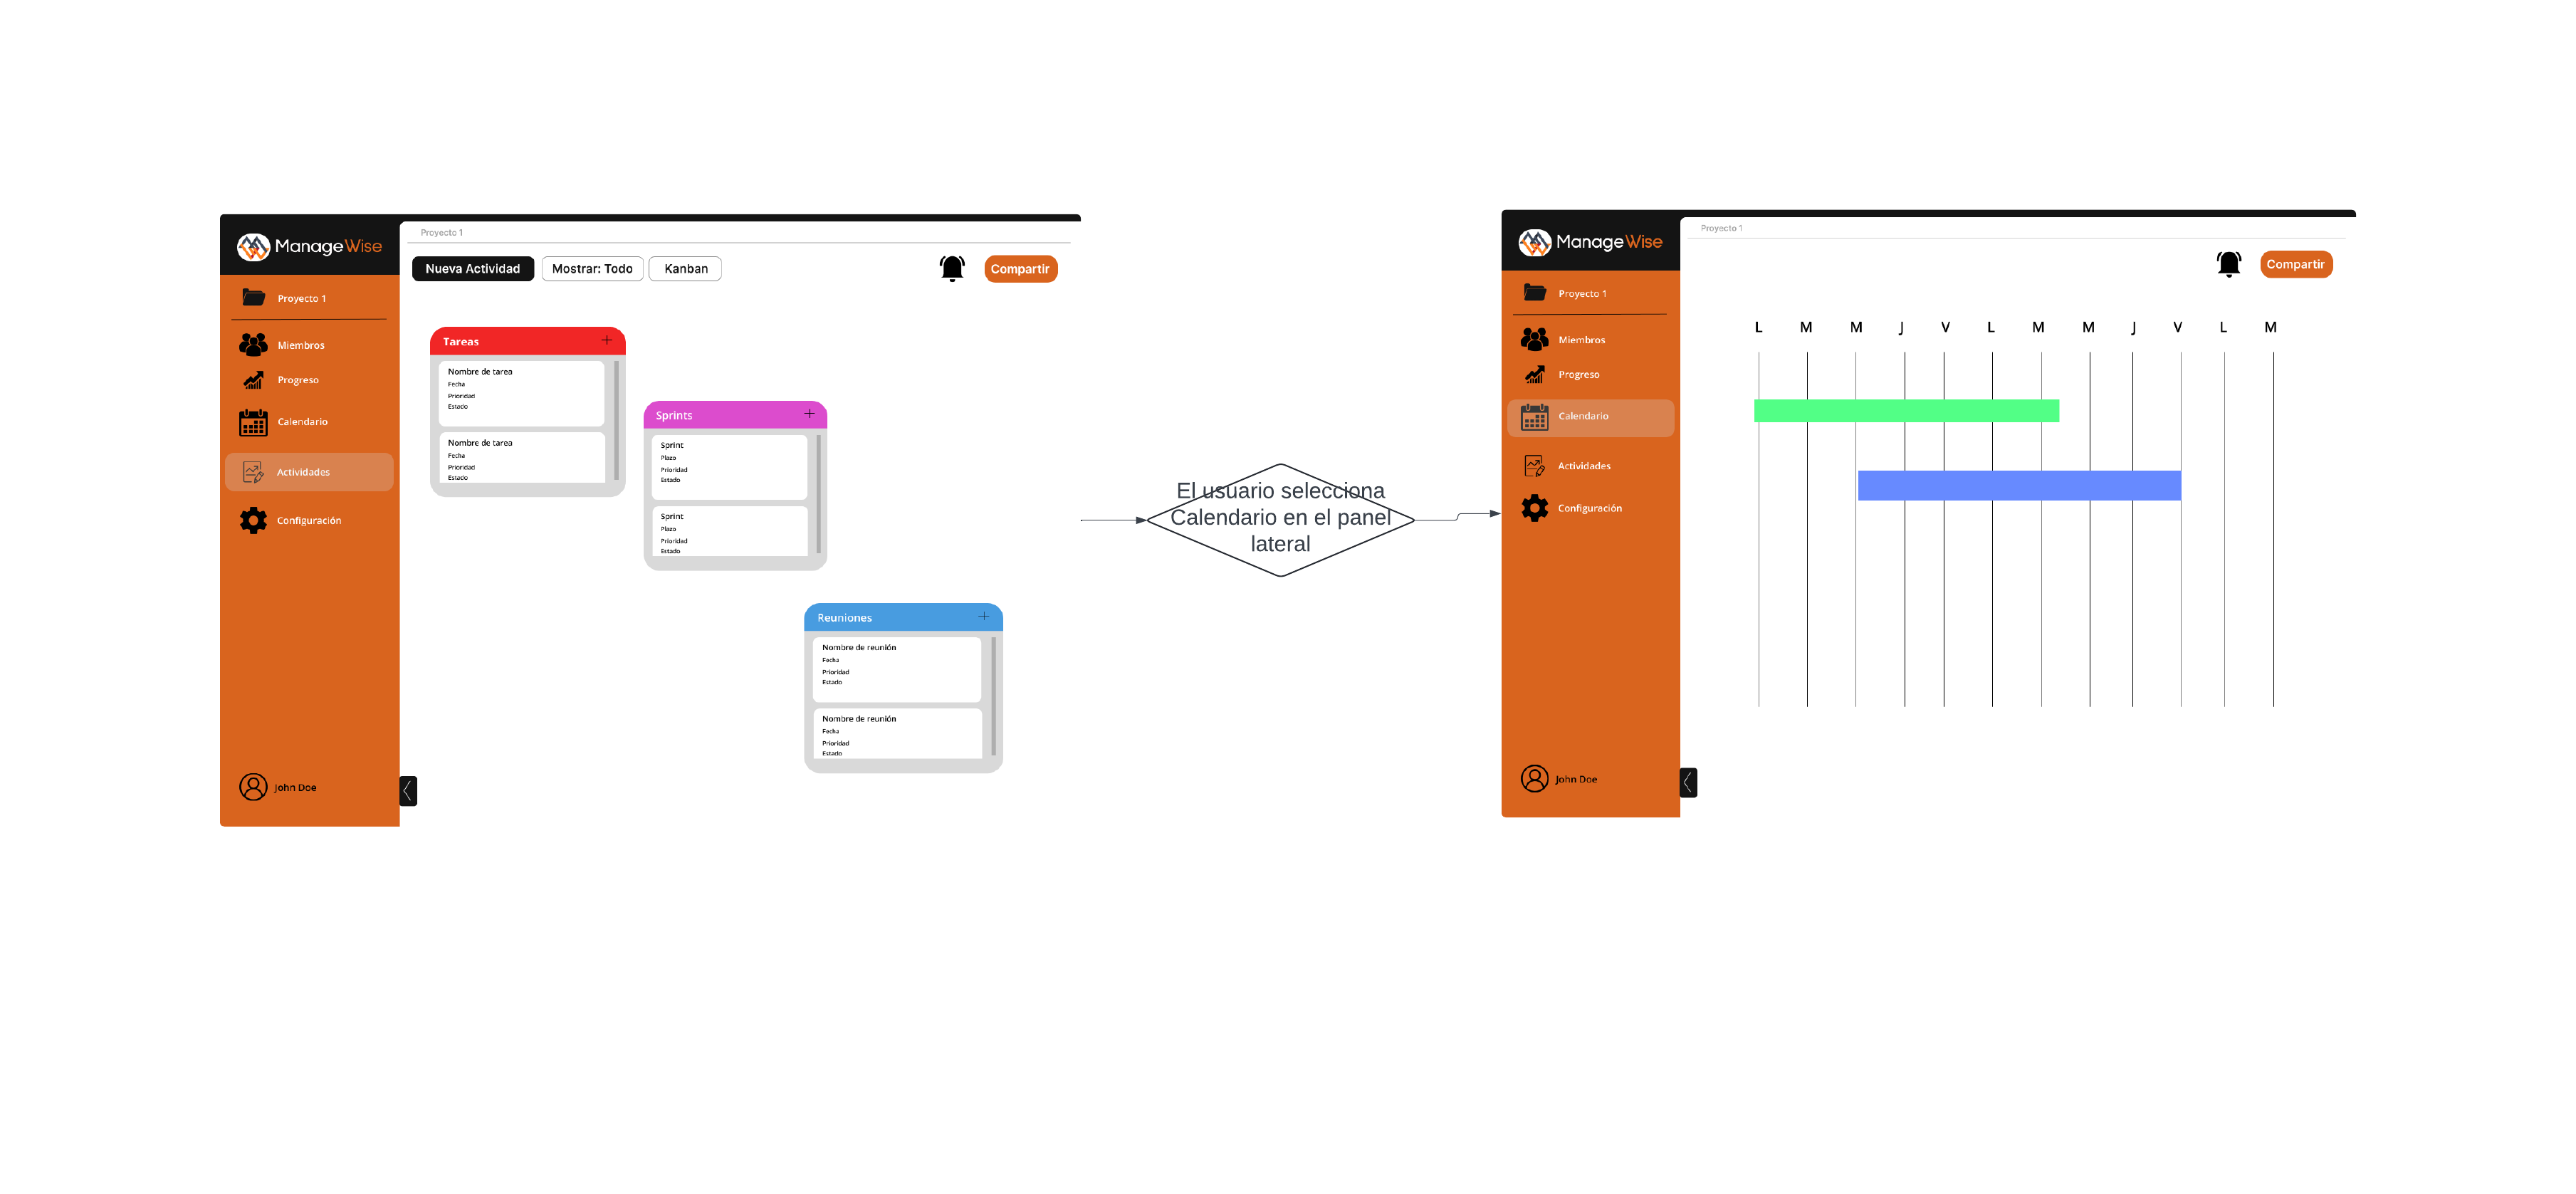 ManageWise
Proyecto 1
Miembros
Progreso
Calendario
Actividades
Configuración
John Doe
Proyecto 1
Nueva Actividad
Mostrar: Todo
Kanban
Compartir
Tareas
+
Nombre de tarea
Fecha
Prioridad
Estado
Nombre de tarea
Fecha
Prioridad
Estado
Sprints
+
Sprint
Plazo
Prioridad
Estado
Sprint
Plazo
Prioridad
Estado
Reuniones
+
Nombre de reunión
Fecha
Prioridad
Estado
Nombre de reunión
Fecha
Prioridad
Estado
El usuario selecciona
Calendario en el panel
lateral
ManageWise
Proyecto 1
Miembros
Progreso
Calendario
Actividades
Configuración
John Doe
Proyecto 1
Compartir
L M M J V L M M J V L M